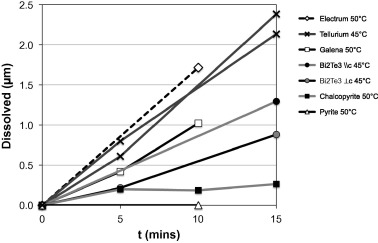 Dissolved (μm)
2.5
2.0
1.5
1.0
0.5
0.0
0
5
10
15
t (mins)
Electrum 50°C
Tellurium 45°C
Galena 50°C
Bi2Te3 \\c 45°C
Bi2Te3 ⊥c 45°C
Chalcopyrite 50°C
Pyrite 50°C